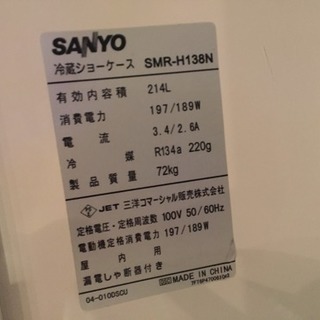 SANYO
冷蔵ショーケース SMR-H138N
有効内容積 214L
消費電力 197/189W
電流 3.4/2.6A
冷媒 R134a 220g
製品質量 72kg
JET 三洋コマーシャル販売株式会社
定格電圧・定格周波数 100V 50/60Hz
電動機定格消費電力 197/189W
屋内用
漏電しゃ断器付き
MADE IN CHINA
04-010DSCU